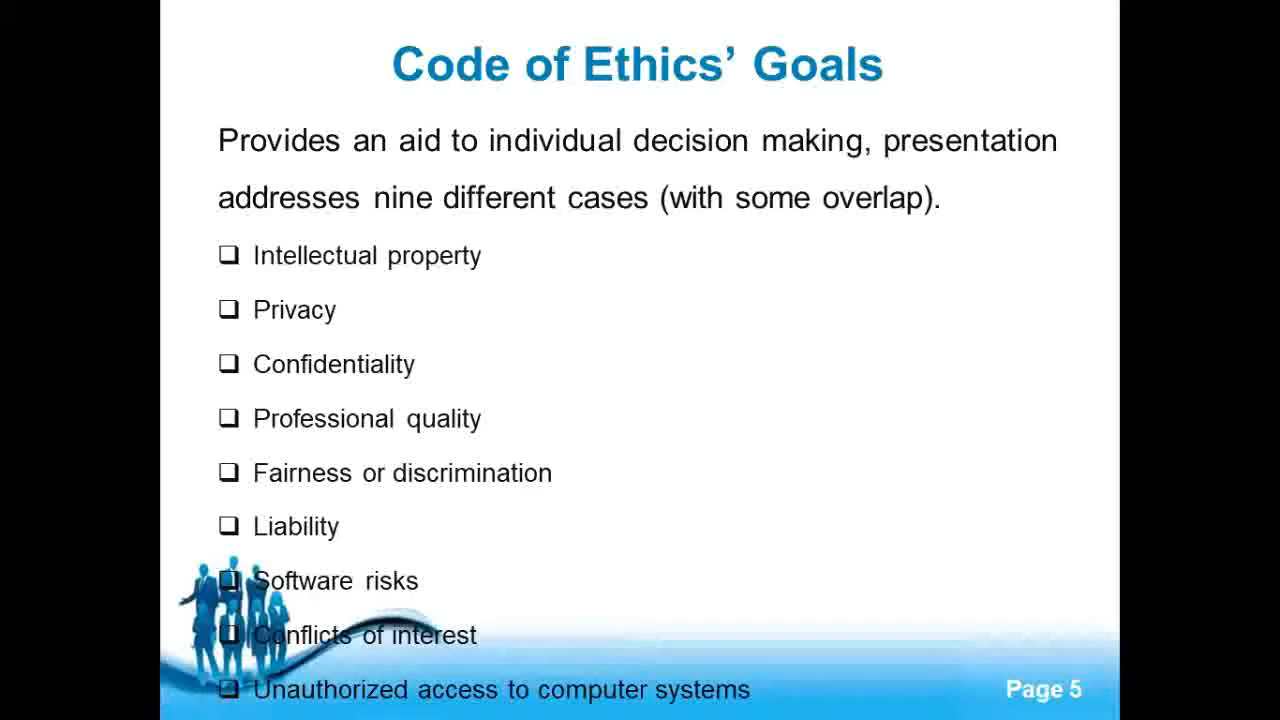 Code of Ethics’ Goals
Provides an aid to individual decision making, presentation
addresses nine different cases (with some overlap).
Intellectual property
Privacy
Confidentiality
Professional quality
Fairness or discrimination
Liability
Software risks
Conflicts of interest
Unauthorized access to computer systems
Page 5